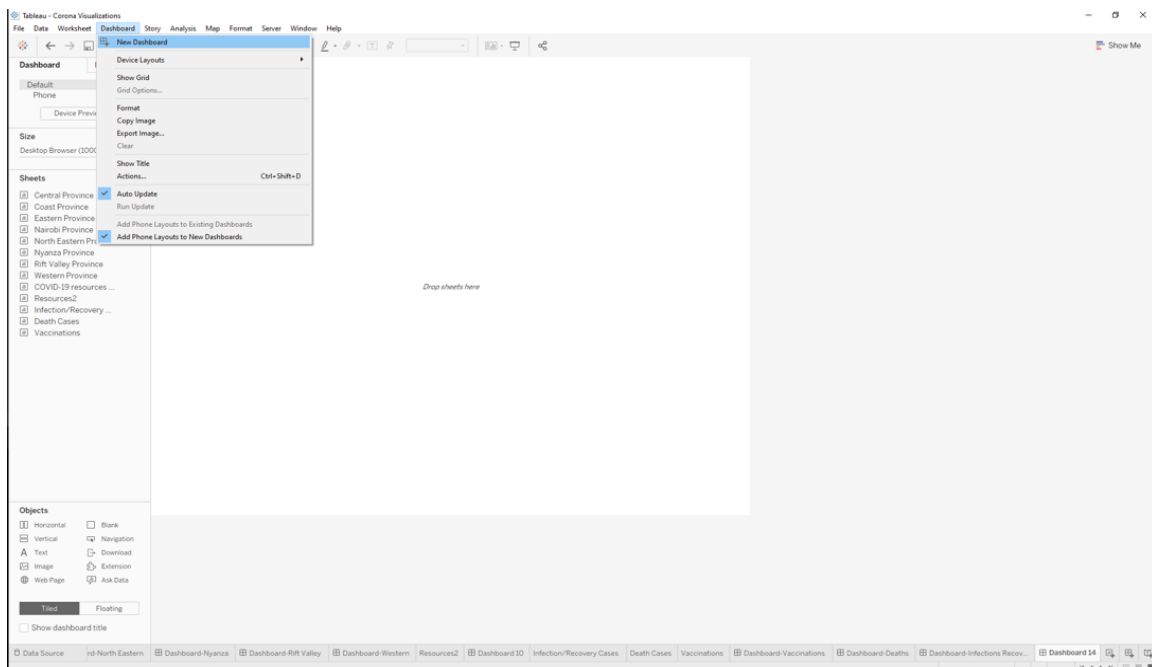 Tableau - Corona Visualizations
File Data Worksheet Dashboard Story Analysis Map Format Server Window Help
Show Me
New Dashboard
Device Layouts
Show Grid
Grid Options...
Format
Copy Image
Export Image...
Clear
Show Title
Actions... Ctrl+Shift+D
Auto Update
Run Update
Add Phone Layouts to Existing Dashboards
Add Phone Layouts to New Dashboards
Dashboard
Default
Phone
Size
Desktop Browser (1000
Sheets
Central Province
Coast Province
Eastern Province
Nairobi Province
North Eastern
Nyanza Province
Rift Valley Province
Western Province
COVID-19 resources ...
Resources2
Infection/Recovery ...
Death Cases
Vaccinations
Drop sheets here
Objects
Horizontal Blank
Vertical Navigation
Text Download
Image Extension
Web Page Ask Data
Tiled Floating
Show dashboard title
Data Source rd-North Eastern Dashboard-Nyanza Dashboard-Rift Valley Dashboard-Western Resources2 Dashboard 10 Infection/Recovery Cases Death Cases Vaccinations Dashboard-Vaccinations Dashboard-Deaths Dashboard-Infections Recov... Dashboard 14